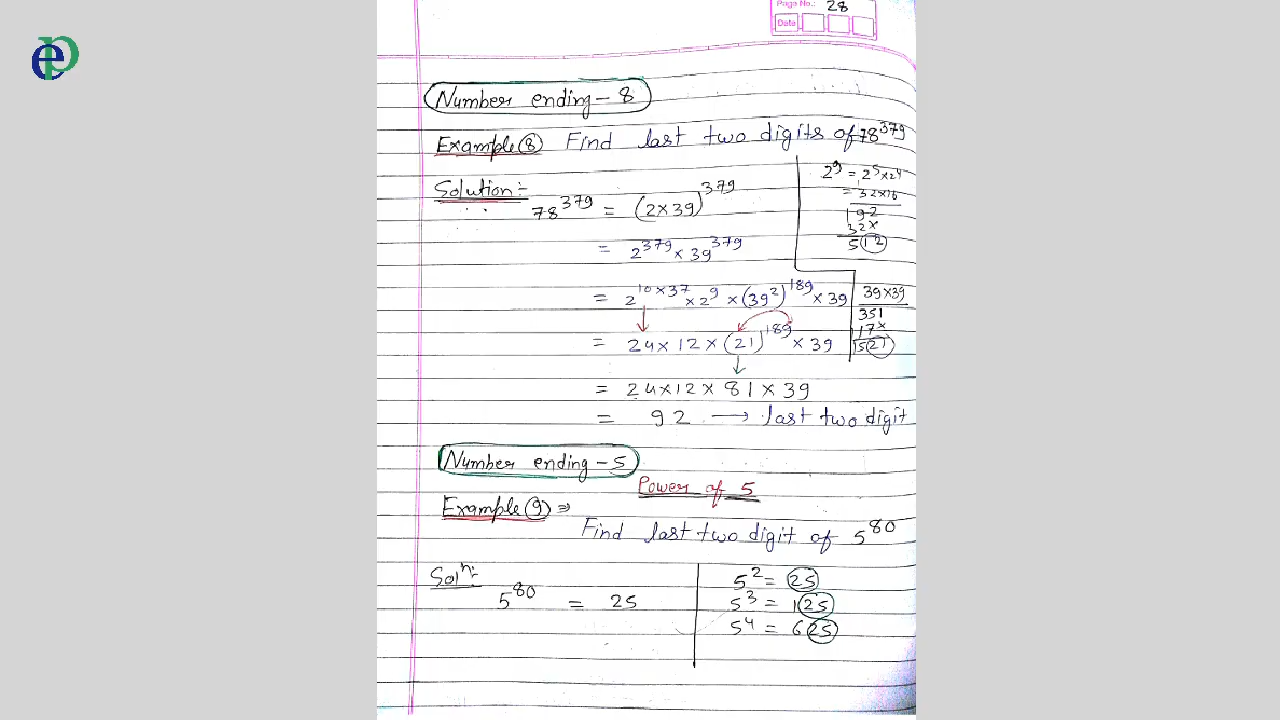 ep
Page No.: 28
Date
Number ending - 8
Example (8) Find last two digits of 78^379
Solution:-
78^379 = (2×39)^379
= 2^379 × 39^379
= 2^10×37 × 2^9 × (39^2)^189 × 39
= 24 × 12 × (21)^189 × 39
= 24×12× 81 × 39
= 92 → last two digit
2^9 = 2^5×2^4
= 32×16
192
32×
512
39×39
351
17×
1521
Number ending - 5
Power of 5
Example (9) ⇒
Find last two digit of 5^80
Solⁿ:-
5^80 = 25
5^2 = 25
5^3 = 125
5^4 = 625